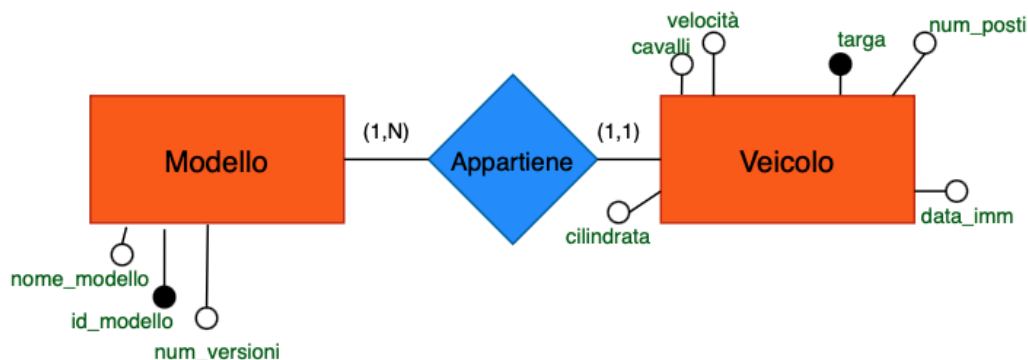 velocità
num_posti
cavalli
targa
(1,N)
(1,1)
Modello
Appartiene
Veicolo
data_imm
cilindrata
nome_modello
id_modello
num_versioni